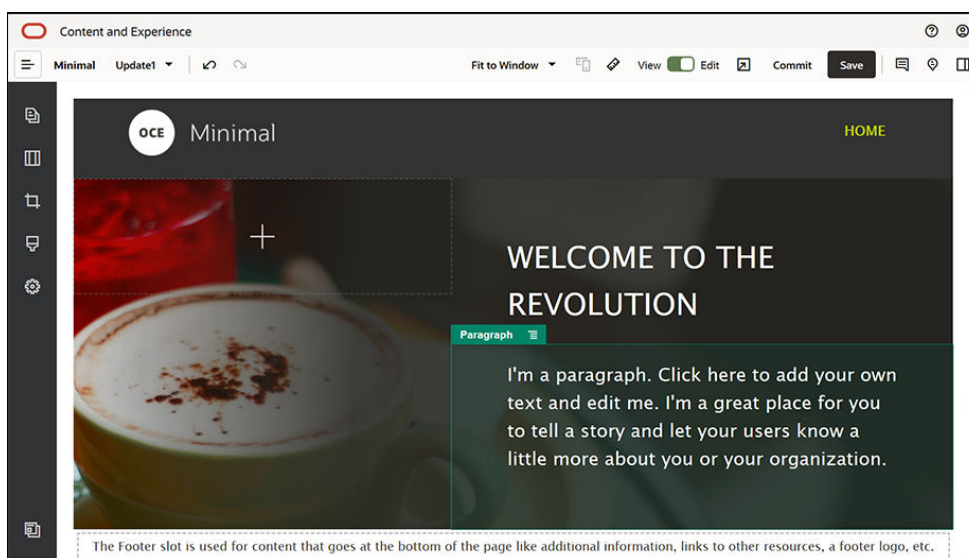 Content and Experience
Minimal Update1 Fit to Window View Edit Commit Save
OCE Minimal HOME
WELCOME TO THE
REVOLUTION
Paragraph
I'm a paragraph. Click here to add your own
text and edit me. I'm a great place for you
to tell a story and let your users know a
little more about you or your organization.
The Footer slot is used for content that goes at the bottom of the page like additional information, links to other resources, a footer logo, etc.